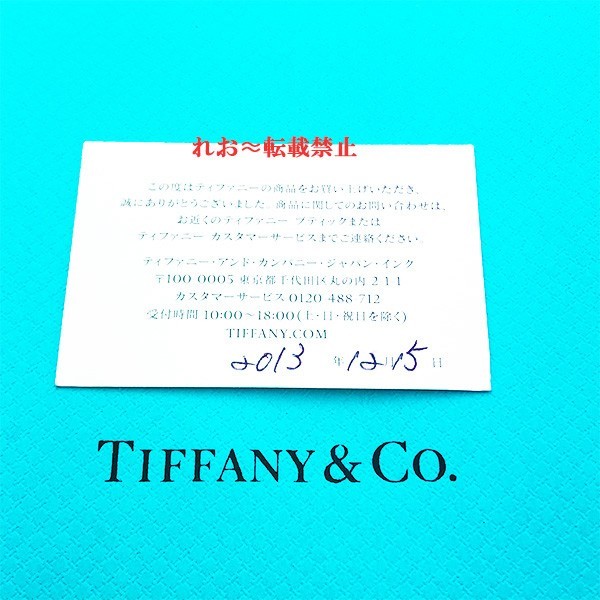 れお～転載禁止
この度はティファニーの商品をお買い上げいただき、
誠にありがとうございました。商品に関してのお問い合わせは、
お近くのティファニー ブティックまたは
ティファニー カスタマーサービスまでご連絡ください。
ティファニー・アンド・カンパニー・ジャパン・インク
〒100-0005 東京都千代田区丸の内 2 1 1
カスタマーサービス 0120-488-712
受付時間 10:00～18:00(土・日・祝日を除く)
TIFFANY.COM
2013 年 12 月 15 日
TIFFANY & CO.